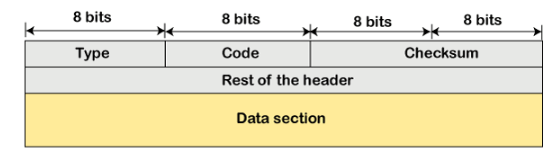 8 bits 8 bits 8 bits 8 bits
Type Code Checksum
Rest of the header
Data section